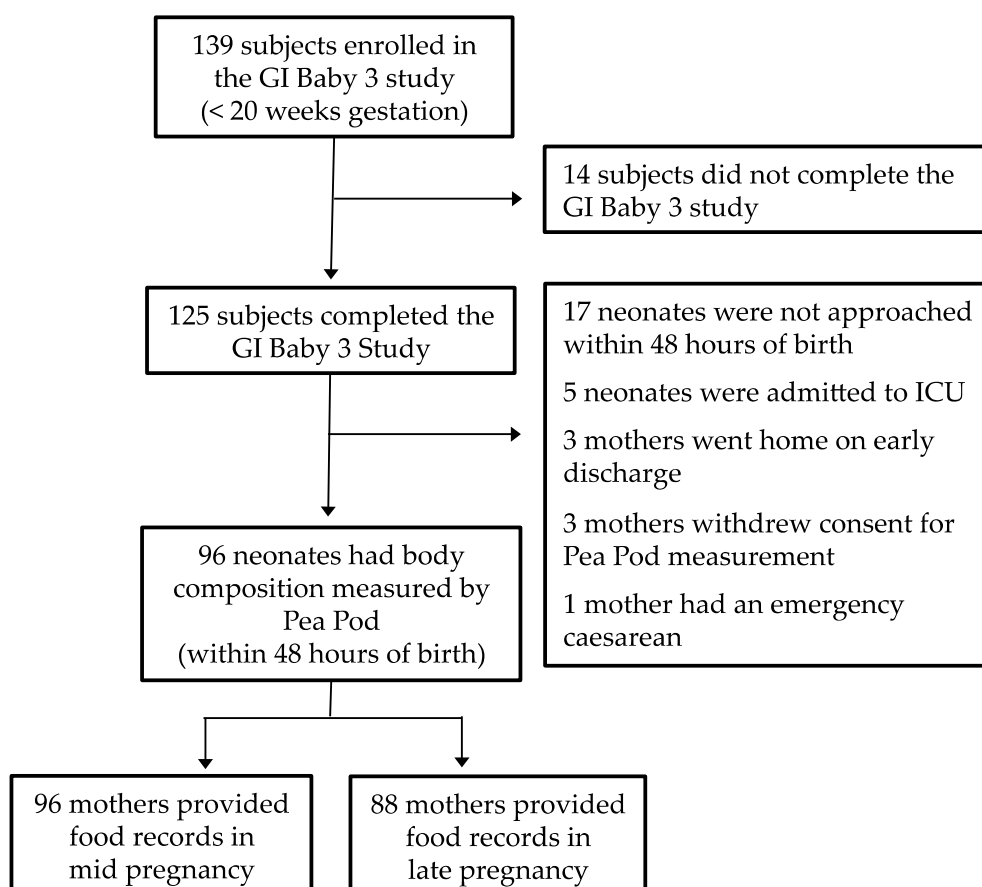 139 subjects enrolled in
the GI Baby 3 study
(< 20 weeks gestation)
14 subjects did not complete the
GI Baby 3 study
125 subjects completed the
GI Baby 3 Study
17 neonates were not approached
within 48 hours of birth
5 neonates were admitted to ICU
3 mothers went home on early
discharge
3 mothers withdrew consent for
Pea Pod measurement
1 mother had an emergency
caesarean
96 neonates had body
composition measured by
Pea Pod
(within 48 hours of birth)
96 mothers provided
food records in
mid pregnancy
88 mothers provided
food records in
late pregnancy